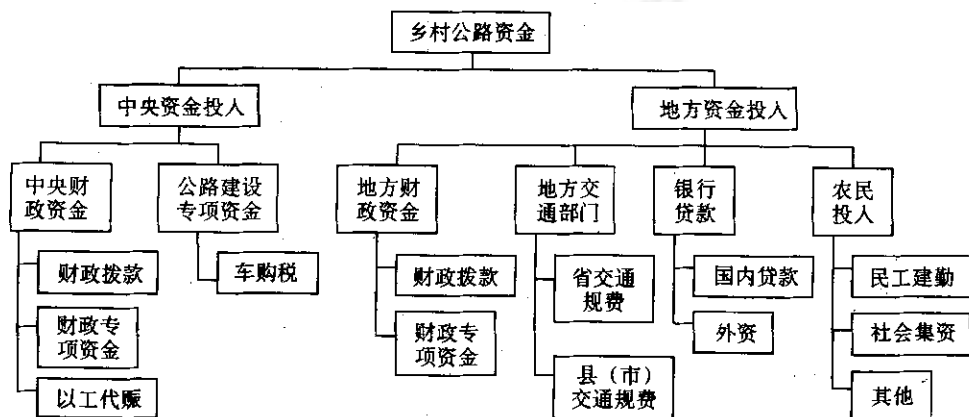 乡村公路资金
中央资金投入
地方资金投入
中央财
政资金
公路建设
专项资金
地方财
政资金
地方交
通部门
银行
贷款
农民
投入
财政拨款
车购税
财政拨款
省交通
规费
国内贷款
民工建勤
财政专
项资金
财政专
项资金
外资
社会集资
以工代赈
县（市）
交通规费
其他